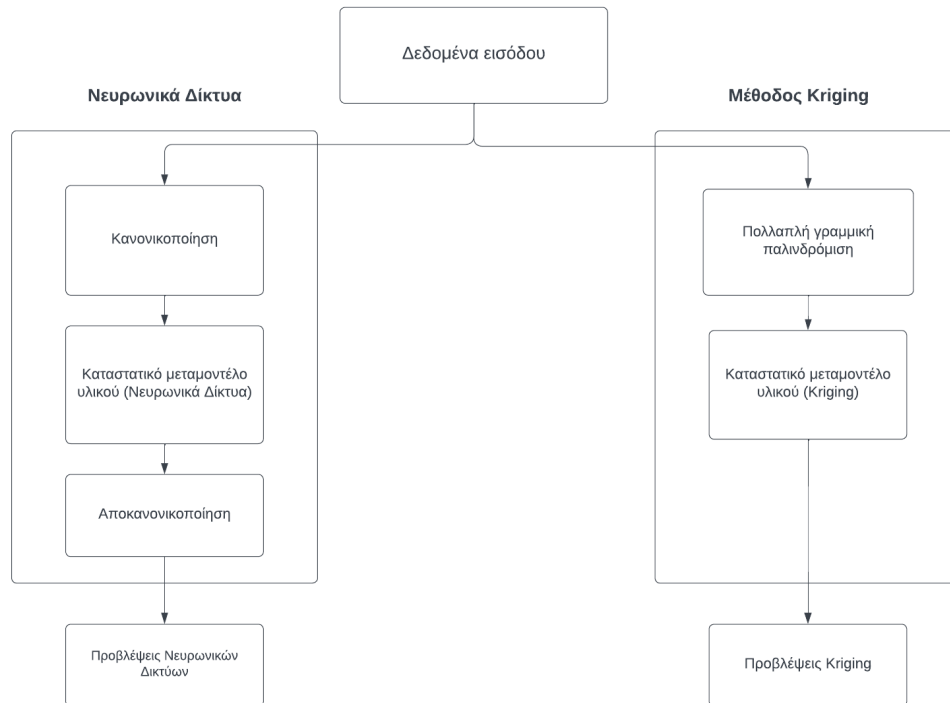 Δεδομένα εισόδου
Νευρωνικά Δίκτυα
Κανονικοποίηση
Καταστατικό μεταμοντέλο
υλικού (Νευρωνικά Δίκτυα)
Αποκανονικοποίηση
Προβλέψεις Νευρωνικών
Δικτύων
Μέθοδος Kriging
Πολλαπλή γραμμική
παλινδρόμιση
Καταστατικό μεταμοντέλο
υλικού (Kriging)
Προβλέψεις Kriging